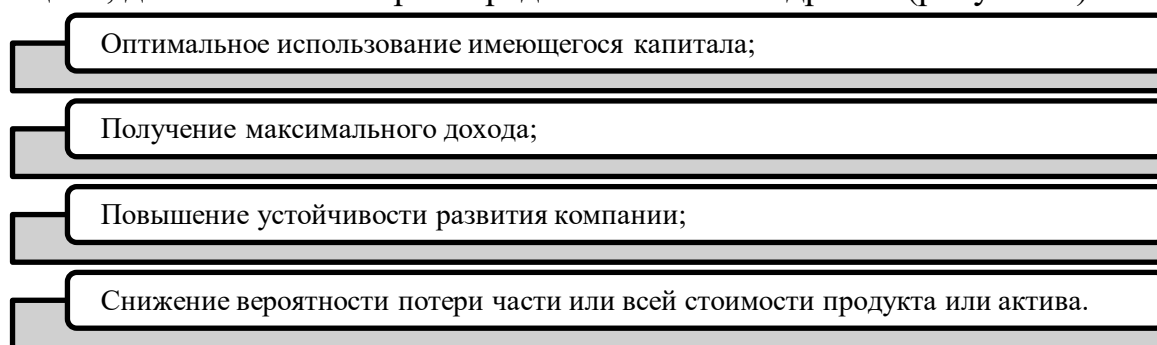 Оптимальное использование имеющегося капитала;
Получение максимального дохода;
Повышение устойчивости развития компании;
Снижение вероятности потери части или всей стоимости продукта или актива.